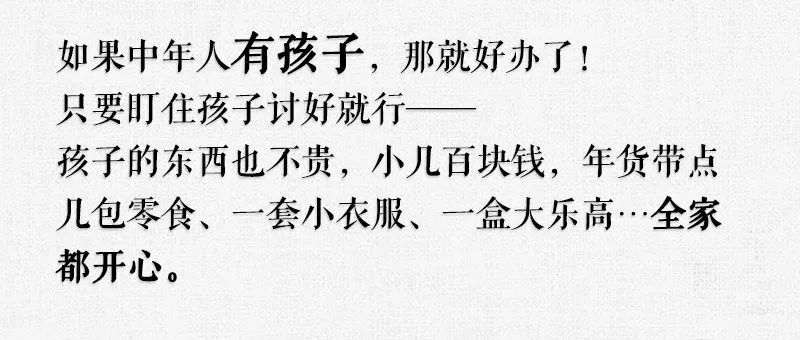 如果中年人有孩子，那就好办了！
只要盯住孩子讨好就行——
孩子的东西也不贵，小几百块钱，年货带点
几包零食、一套小衣服、一盒大乐高…全家
都开心。